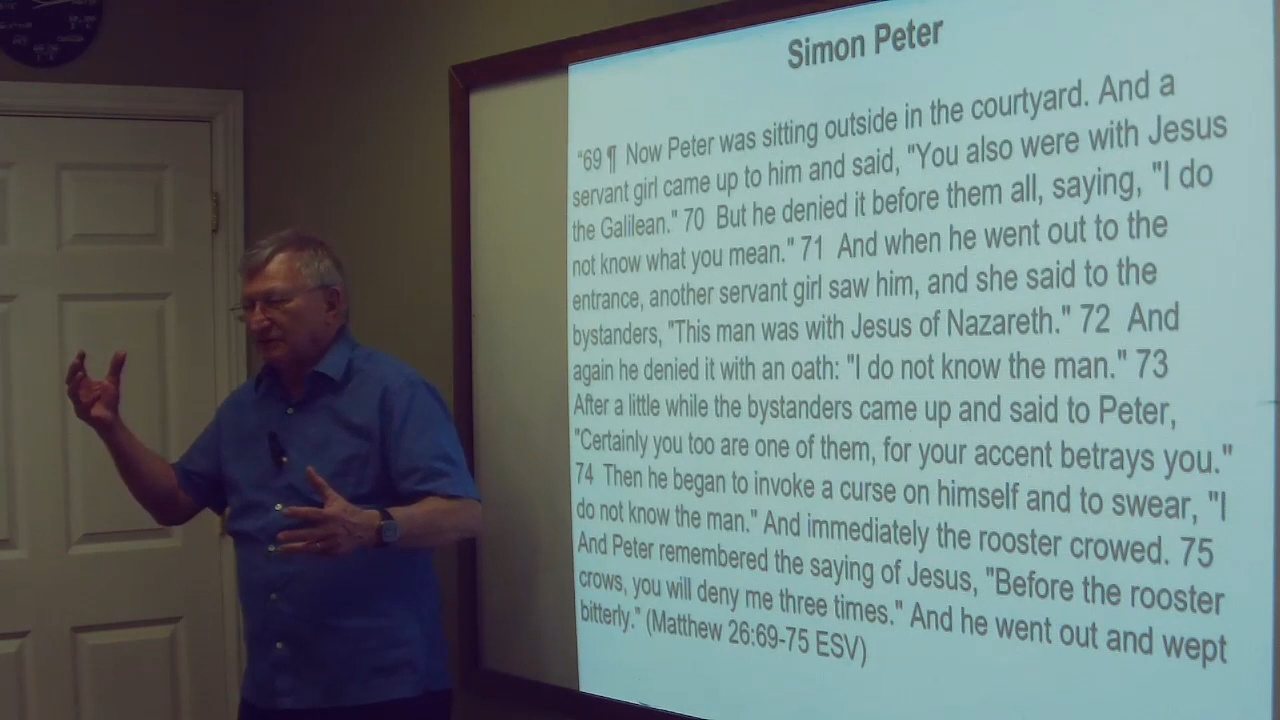 Simon Peter
"69 ¶ Now Peter was sitting outside in the courtyard. And a
servant girl came up to him and said, "You also were with Jesus
the Galilean." 70 But he denied it before them all, saying, "I do
not know what you mean." 71 And when he went out to the
entrance, another servant girl saw him, and she said to the
bystanders, "This man was with Jesus of Nazareth." 72 And
again he denied it with an oath: "I do not know the man." 73
After a little while the bystanders came up and said to Peter,
"Certainly you too are one of them, for your accent betrays you."
74 Then he began to invoke a curse on himself and to swear, "I
do not know the man." And immediately the rooster crowed. 75
And Peter remembered the saying of Jesus, "Before the rooster
crows, you will deny me three times." And he went out and wept
bitterly." (Matthew 26:69-75 ESV)